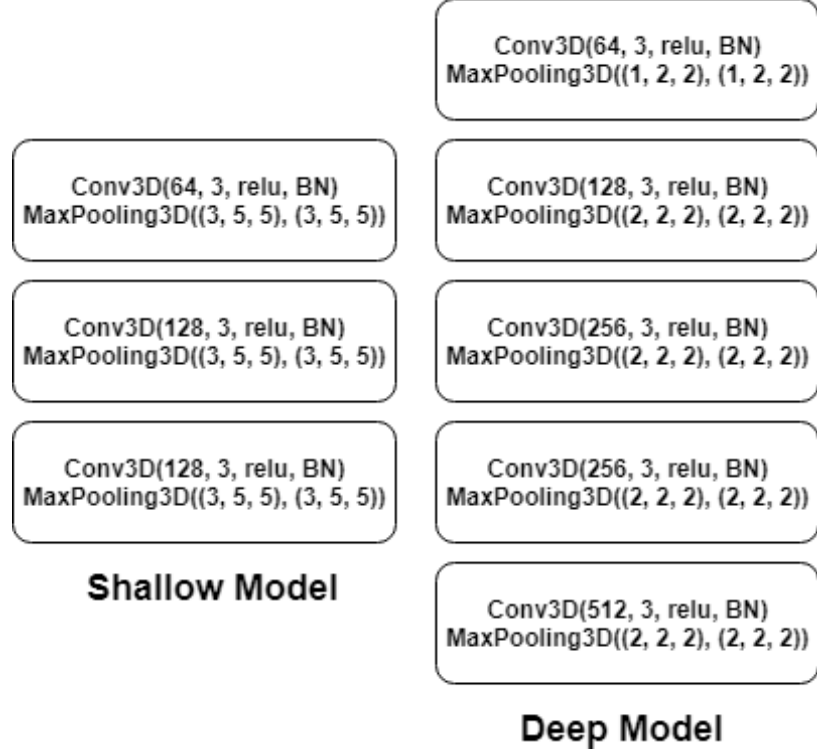 Conv3D(64, 3, relu, BN)
MaxPooling3D((3, 5, 5), (3, 5, 5))
Conv3D(128, 3, relu, BN)
MaxPooling3D((3, 5, 5), (3, 5, 5))
Conv3D(128, 3, relu, BN)
MaxPooling3D((3, 5, 5), (3, 5, 5))
Shallow Model
Conv3D(64, 3, relu, BN)
MaxPooling3D((1, 2, 2), (1, 2, 2))
Conv3D(128, 3, relu, BN)
MaxPooling3D((2, 2, 2), (2, 2, 2))
Conv3D(256, 3, relu, BN)
MaxPooling3D((2, 2, 2), (2, 2, 2))
Conv3D(256, 3, relu, BN)
MaxPooling3D((2, 2, 2), (2, 2, 2))
Conv3D(512, 3, relu, BN)
MaxPooling3D((2, 2, 2), (2, 2, 2))
Deep Model